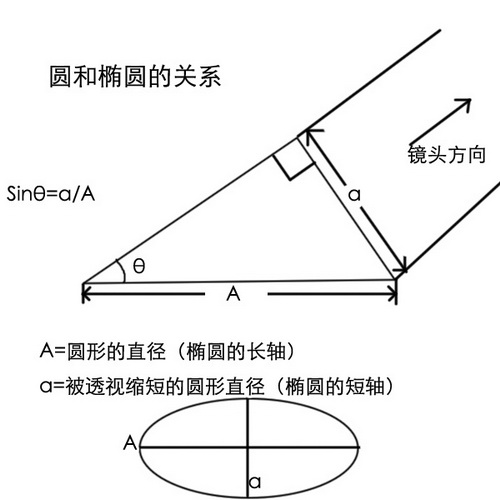 圆和椭圆的关系
镜头方向
Sinθ=a/A
a
θ
A
A=圆形的直径（椭圆的长轴）
a=被透视缩短的圆形直径（椭圆的短轴）
A
a